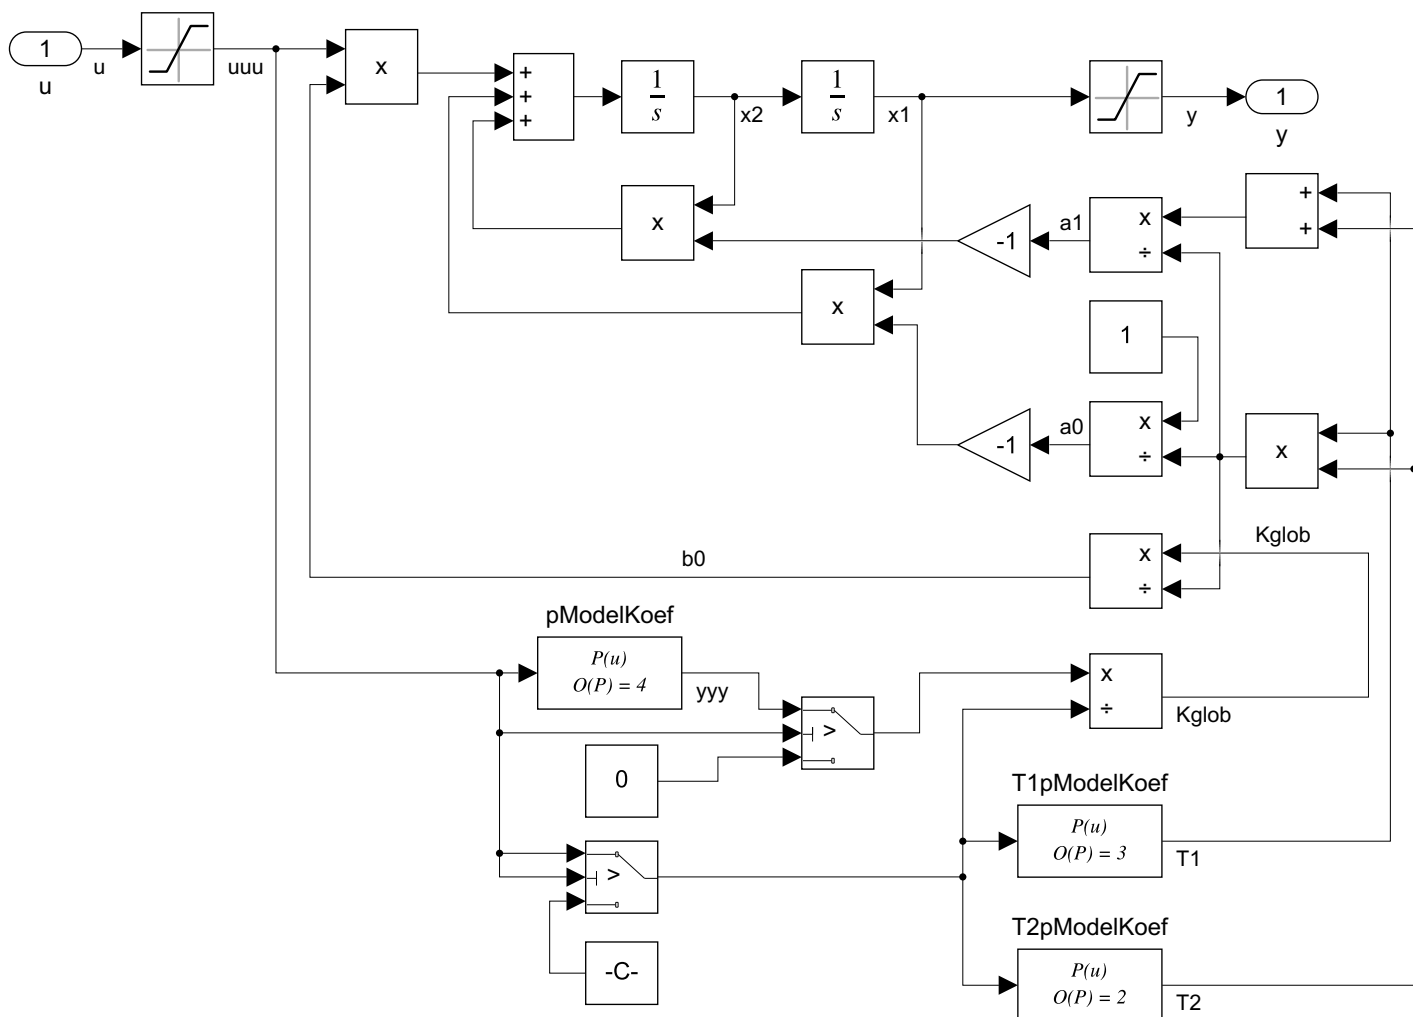 1
u
u
uuu
x
+
+
+
1
s
x2
1
s
x1
y
1
y
x
-1
a1
x
÷
+
+
x
1
-1
a0
x
÷
x
b0
x
÷
Kglob
pModelKoef
P(u)
O(P) = 4
yyy
>
0
x
÷
Kglob
T1pModelKoef
P(u)
O(P) = 3
T1
>
-C-
T2pModelKoef
P(u)
O(P) = 2
T2